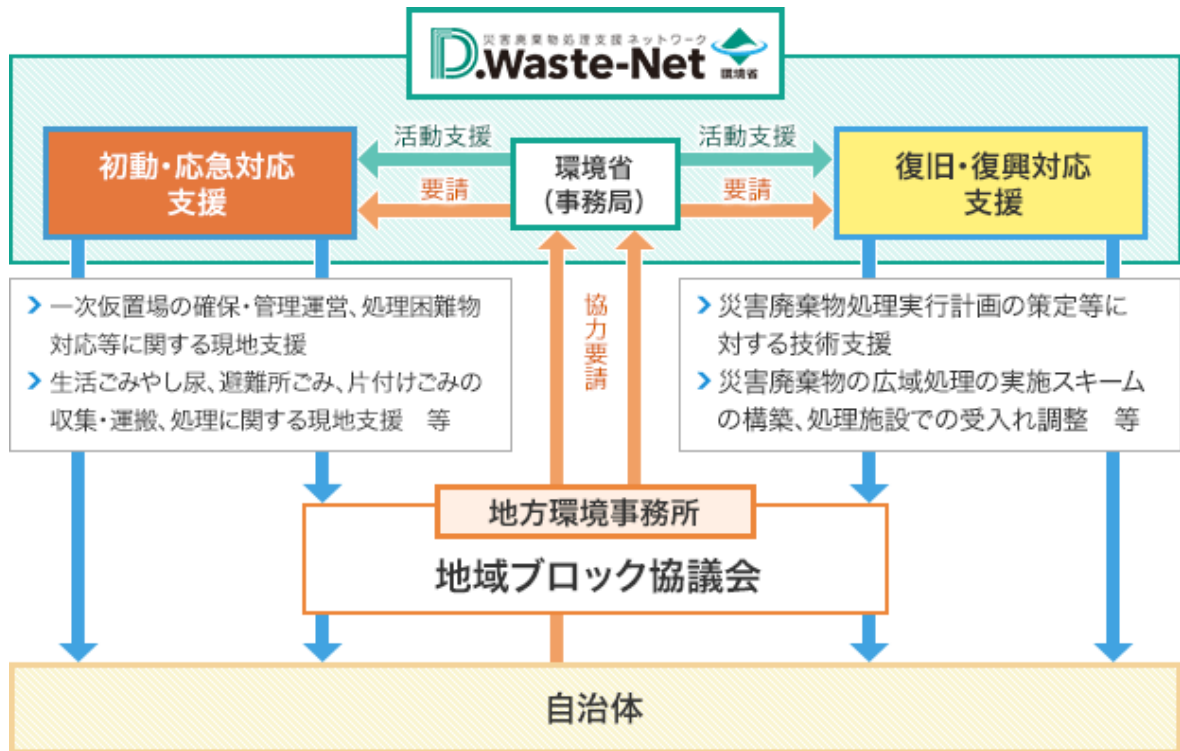 災害廃棄物処理支援ネットワーク
D.Waste-Net
環境省
初動・応急対応
支援
活動支援
要請
環境省
(事務局)
活動支援
要請
復旧・復興対応
支援
一次仮置場の確保・管理運営、処理困難物
対応等に関する現地支援
生活ごみやし尿、避難所ごみ、片付けごみの
収集・運搬、処理に関する現地支援 等
協力要請
災害廃棄物処理実行計画の策定等に
対する技術支援
災害廃棄物の広域処理の実施スキーム
の構築、処理施設での受入れ調整 等
地方環境事務所
地域ブロック協議会
自治体